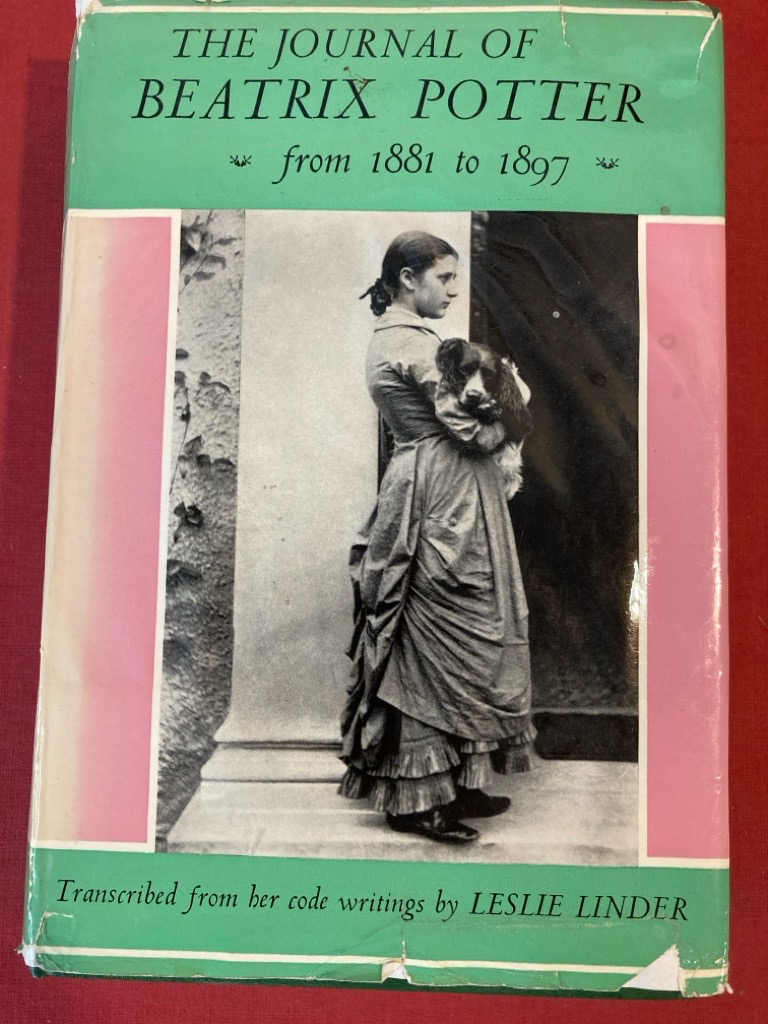 THE JOURNAL OF
BEATRIX POTTER
from 1881 to 1897
Transcribed from her code writings by LESLIE LINDER